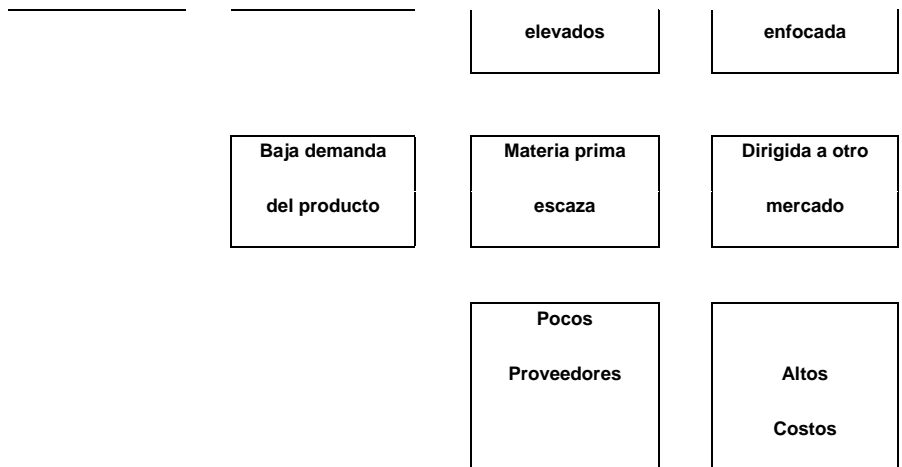 elevados
enfocada
Baja demanda
del producto
Materia prima
escaza
Dirigida a otro
mercado
Pocos
Proveedores
Altos
Costos